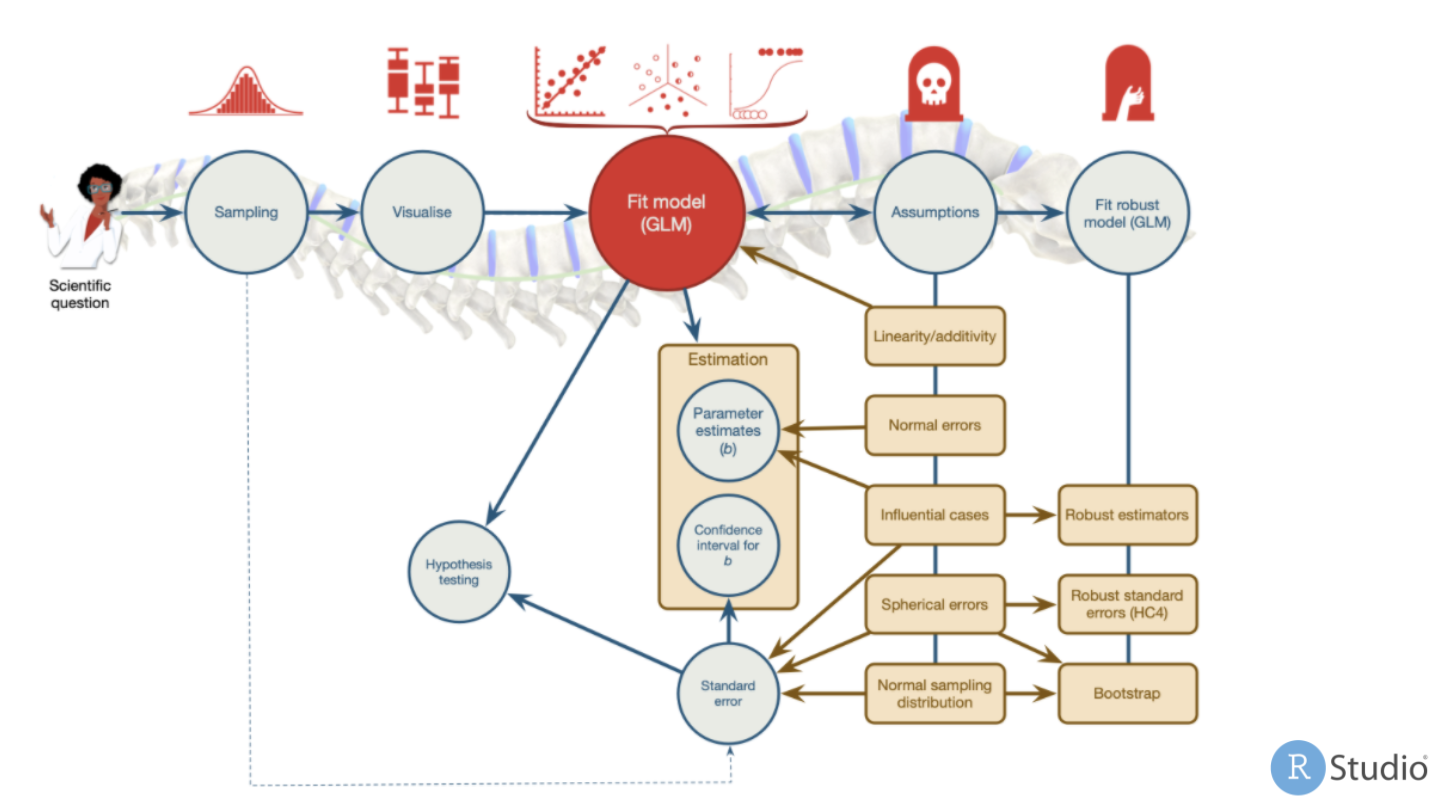 Scientific
question
Sampling
Visualise
Fit model
(GLM)
Assumptions
Fit robust
model (GLM)
Linearity/additivity
Estimation
Parameter
estimates
(b)
Normal errors
Confidence
interval for
b
Influential cases
Robust estimators
Hypothesis
testing
Spherical errors
Robust standard
errors (HC4)
Standard
error
Normal sampling
distribution
Bootstrap
R Studio